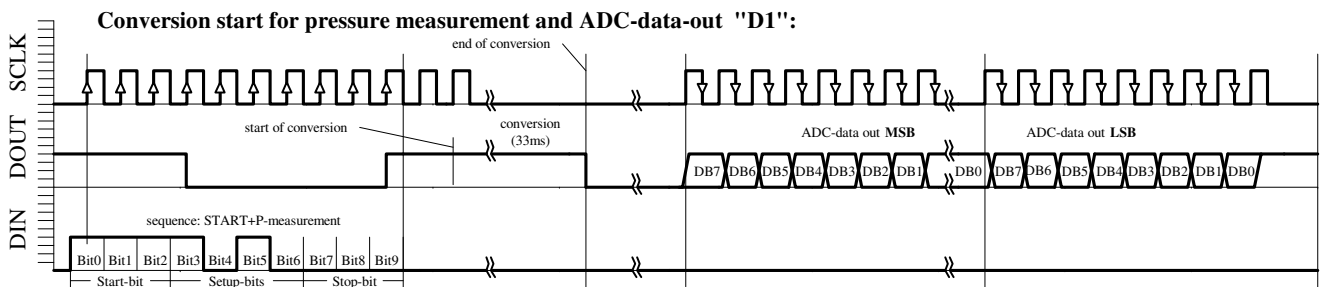 Conversion start for pressure measurement and ADC-data-out "D1":
end of conversion
SCLK
start of conversion
conversion
(33ms)
ADC-data out MSB
ADC-data out LSB
DOUT
DB7 DB6 DB5 DB4 DB3 DB2 DB1 DB0 DB7 DB6 DB5 DB4 DB3 DB2 DB1 DB0
sequence: START+P-measurement
DIN
Bit0 Bit1 Bit2 Bit3 Bit4 Bit5 Bit6 Bit7 Bit8 Bit9
Start-bit Setup-bits Stop-bit